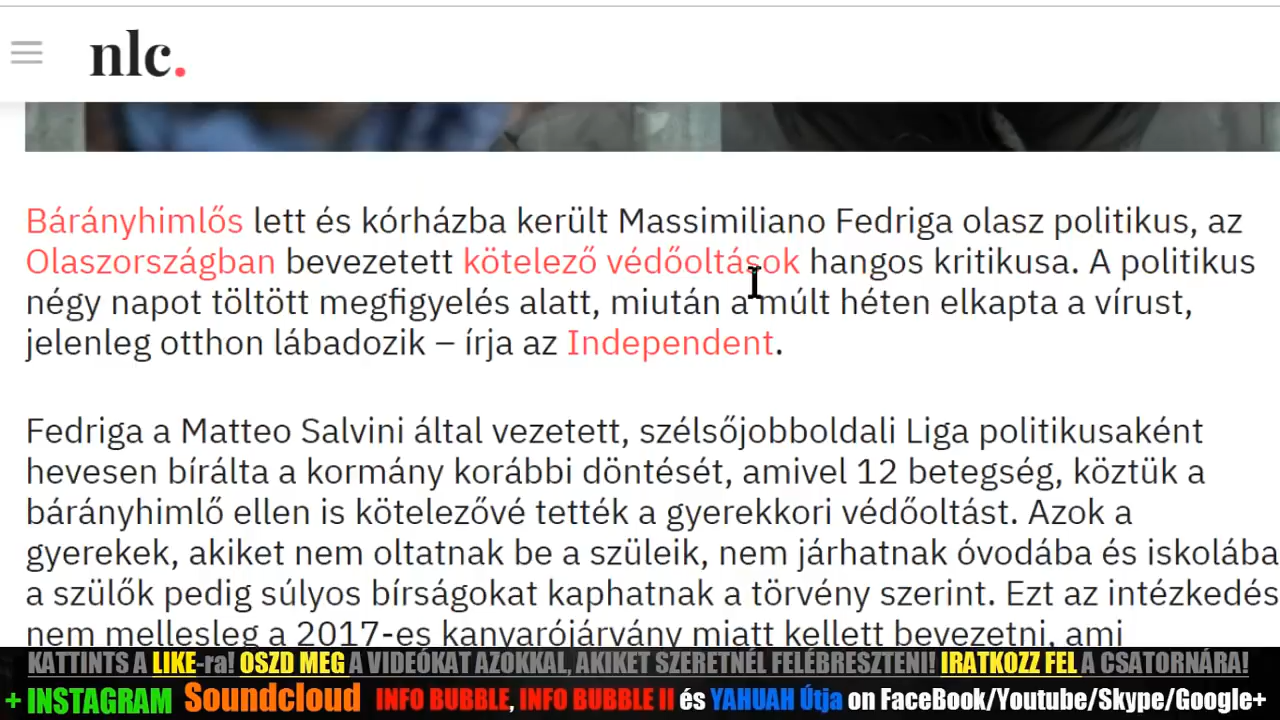 nlc.
Bárányhimlős lett és kórházba került Massimiliano Fedriga olasz politikus, az
Olaszországban bevezetett kötelező védőoltások hangos kritikusa. A politikus
négy napot töltött megfigyelés alatt, miután a múlt héten elkapta a vírust,
jelenleg otthon lábadozik – írja az Independent.
Fedriga a Matteo Salvini által vezetett, szélsőjobboldali Liga politikusaként
hevesen bírálta a kormány korábbi döntését, amivel 12 betegség, köztük a
bárányhimlő ellen is kötelezővé tették a gyerekkori védőoltást. Azok a
gyerekek, akiket nem oltatnak be a szüleik, nem járhatnak óvodába és iskolába
a szülők pedig súlyos bírságokat kaphatnak a törvény szerint. Ezt az intézkedés
nem mellesleg a 2017-es kanyarójárvány miatt kellett bevezetni, ami
KATTINTS A LIKE-ra! OSZD MEG A VIDEÓKAT AZOKKAL, AKIKET SZERETNÉL FELÉBRESZTENI! IRATKOZZ FEL A CSATORNÁRA!
+ INSTAGRAM Soundcloud INFO BUBBLE, INFO BUBBLE II és YAHUAH Útja on FaceBook/Youtube/Skype/Google+